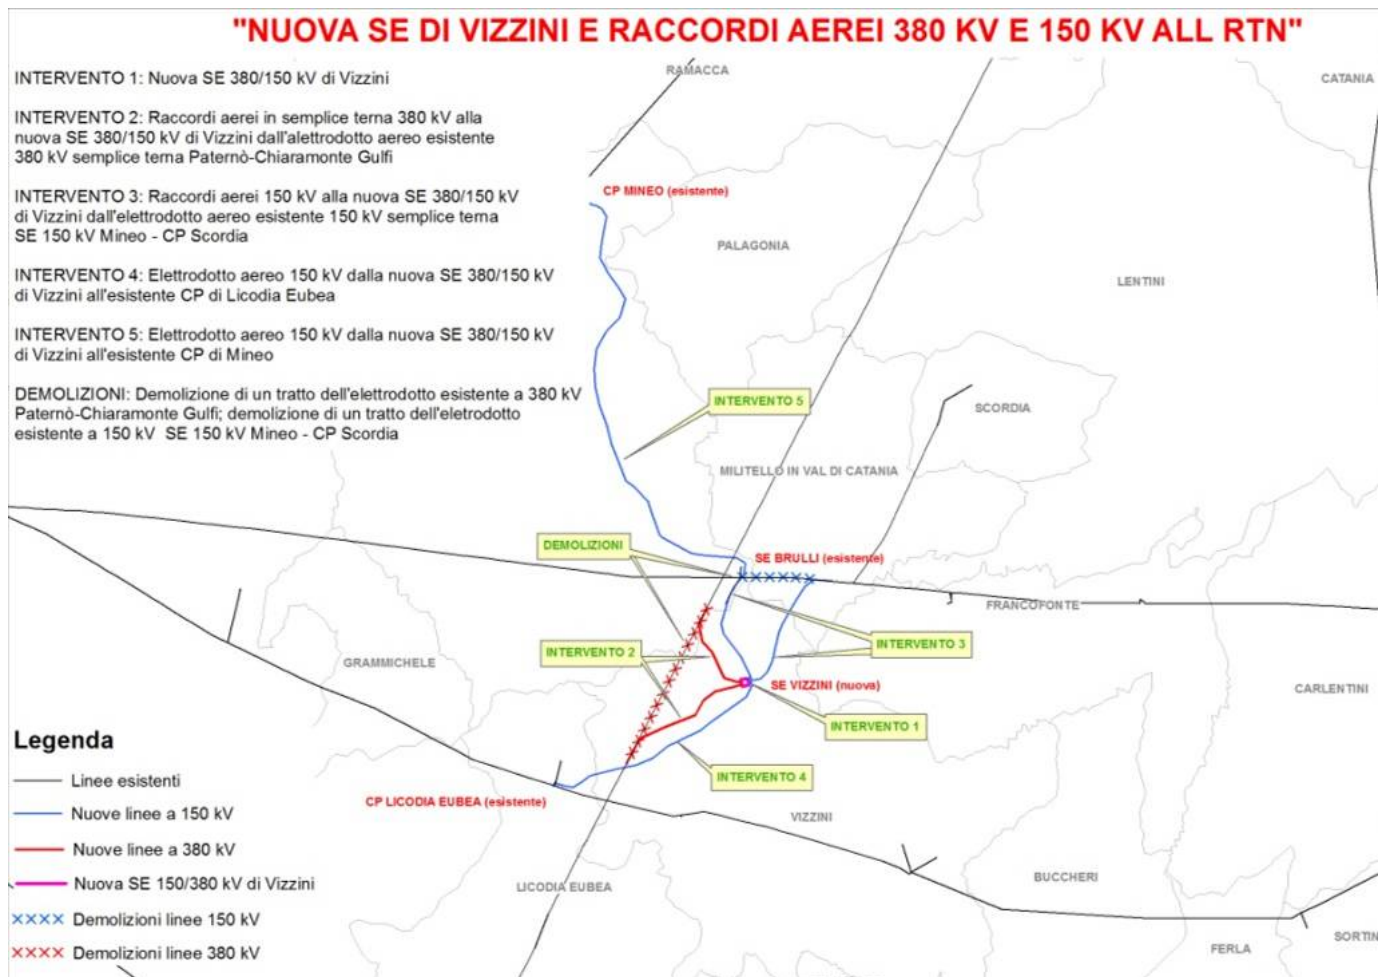 "NUOVA SE DI VIZZINI E RACCORDI AEREI 380 KV E 150 KV ALL RTN"
INTERVENTO 1: Nuova SE 380/150 kV di Vizzini
INTERVENTO 2: Raccordi aerei in semplice terna 380 kV alla
nuova SE 380/150 kV di Vizzini dall'alettrodotto aereo esistente
380 kV semplice terna Paternò-Chiaramonte Gulfi
INTERVENTO 3: Raccordi aerei 150 kV alla nuova SE 380/150 kV
di Vizzini dall'elettrodotto aereo esistente 150 kV semplice terna
SE 150 kV Mineo - CP Scordia
INTERVENTO 4: Elettrodotto aereo 150 kV dalla nuova SE 380/150 kV
di Vizzini all'esistente CP di Licodia Eubea
INTERVENTO 5: Elettrodotto aereo 150 kV dalla nuova SE 380/150 kV
di Vizzini all'esistente CP di Mineo
DEMOLIZIONI: Demolizione di un tratto dell'elettrodotto esistente a 380 kV
Paternò-Chiaramonte Gulfi; demolizione di un tratto dell'eletrodotto
esistente a 150 kV SE 150 kV Mineo - CP Scordia
RAMACCA
CATANIA
CP MINEO (esistente)
PALAGONIA
LENTINI
INTERVENTO 5
SCORDIA
MILITELLO IN VAL DI CATANIA
DEMOLIZIONI
SE BRULLI (esistente)
FRANCOFONTE
INTERVENTO 3
INTERVENTO 2
GRAMMICHELE
SE VIZZINI (nuova)
CARLENTINI
INTERVENTO 1
INTERVENTO 4
CP LICODIA EUBEA (esistente)
VIZZINI
BUCCHERI
LICODIA EUBEA
SORTIN
FERLA
Legenda
Linee esistenti
Nuove linee a 150 kV
Nuove linee a 380 kV
Nuova SE 150/380 kV di Vizzini
Demolizioni linee 150 kV
Demolizioni linee 380 kV